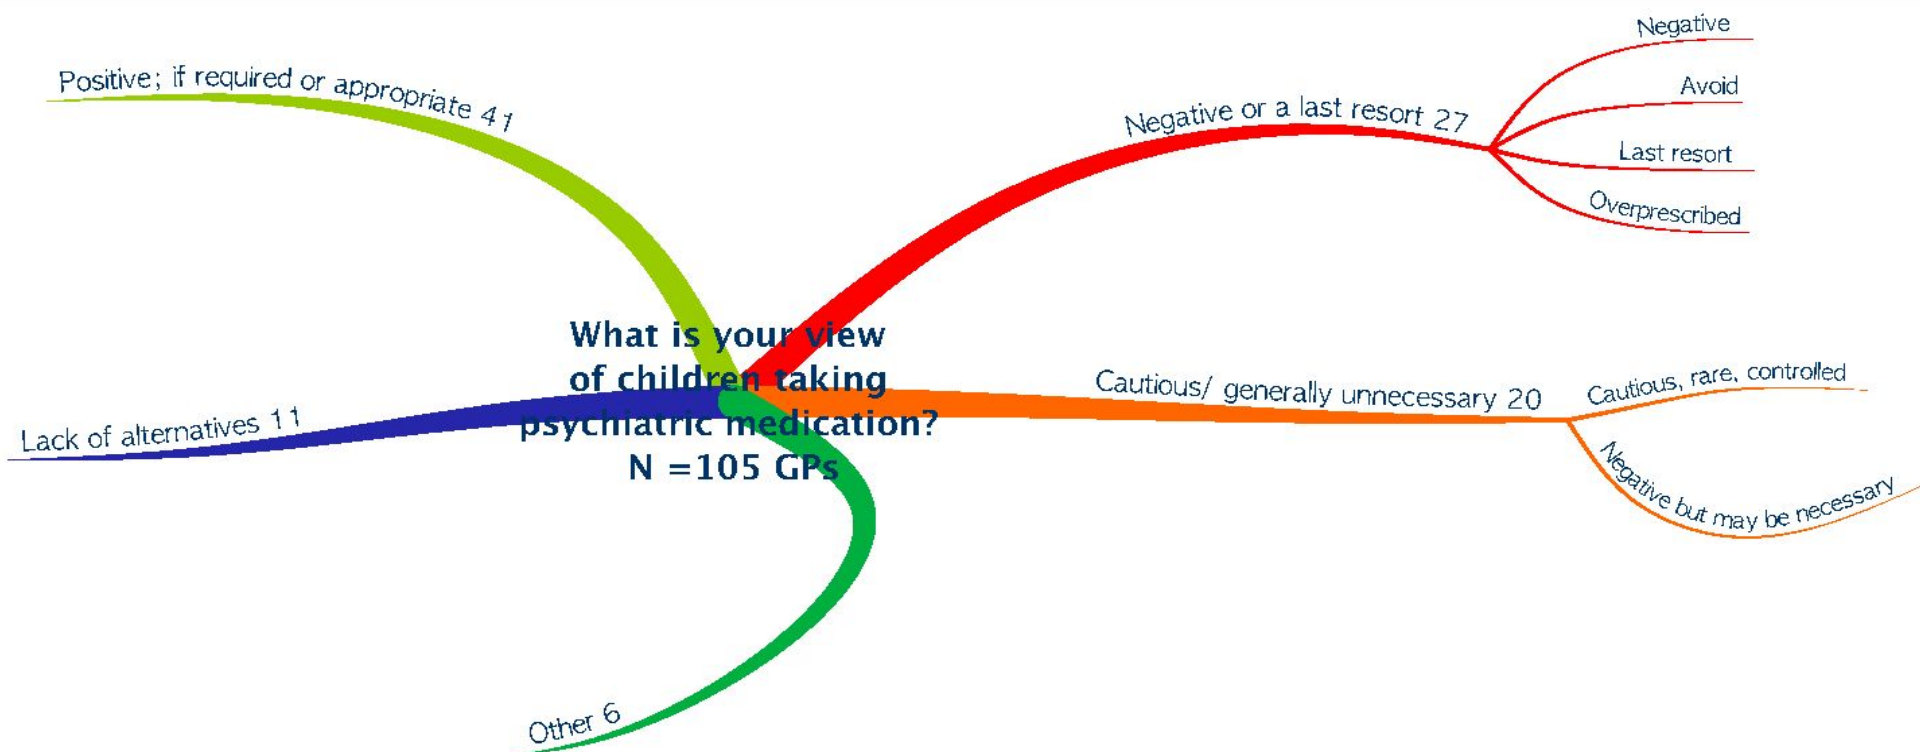 Positive; if required or appropriate 41
Negative or a last resort 27
Negative
Avoid
Last resort
Overprescribed
What is your view
of children taking
psychiatric medication?
N =105 GPs
Cautious/ generally unnecessary 20
Cautious, rare, controlled
Negative but may be necessary
Lack of alternatives 11
Other 6